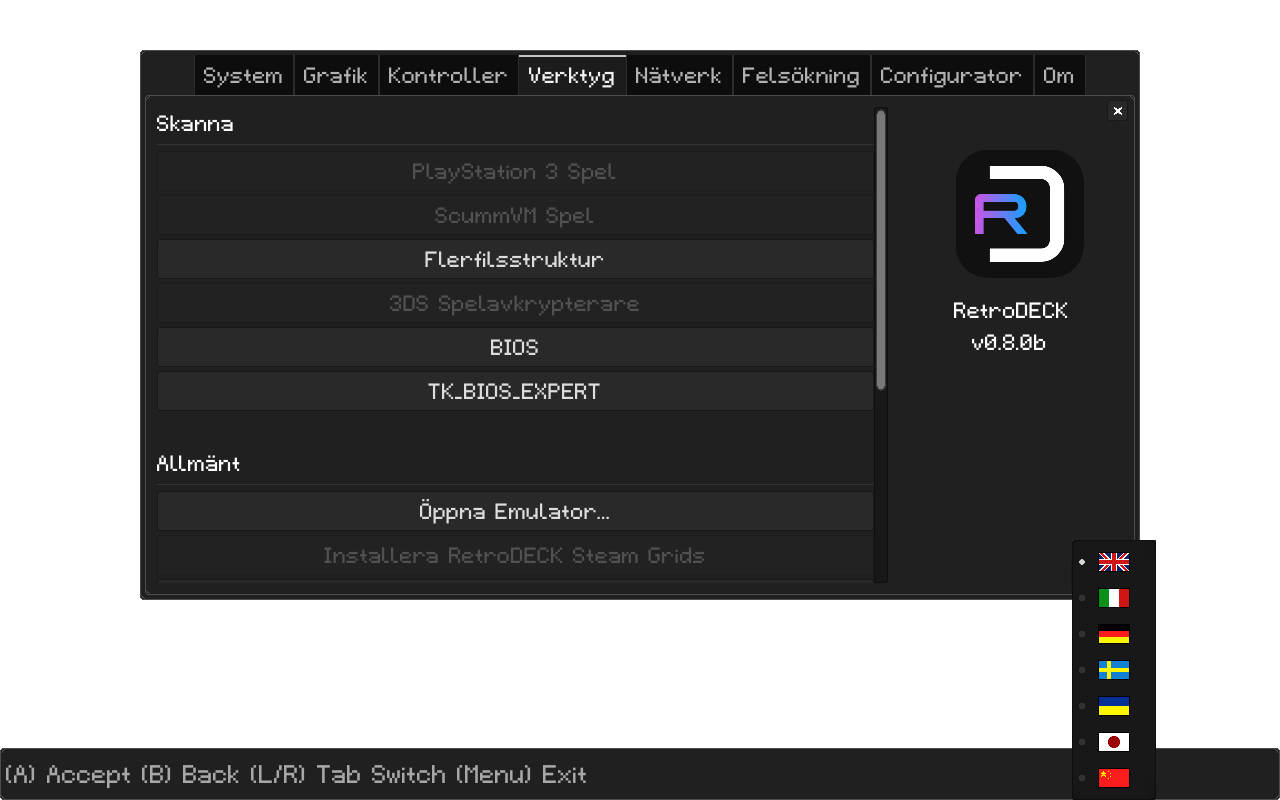 System Grafik Kontroller Verktyg Nätverk Felsökning Configurator Om
Skanna
PlayStation 3 Spel
ScummVM Spel
Flerfilsstruktur
3DS Spelavkrypterare
BIOS
TK_BIOS_EXPERT
Allmänt
Öppna Emulator...
Installera RetroDECK Steam Grids
RetroDECK
v0.8.0b
(A) Accept (B) Back (L/R) Tab Switch (Menu) Exit